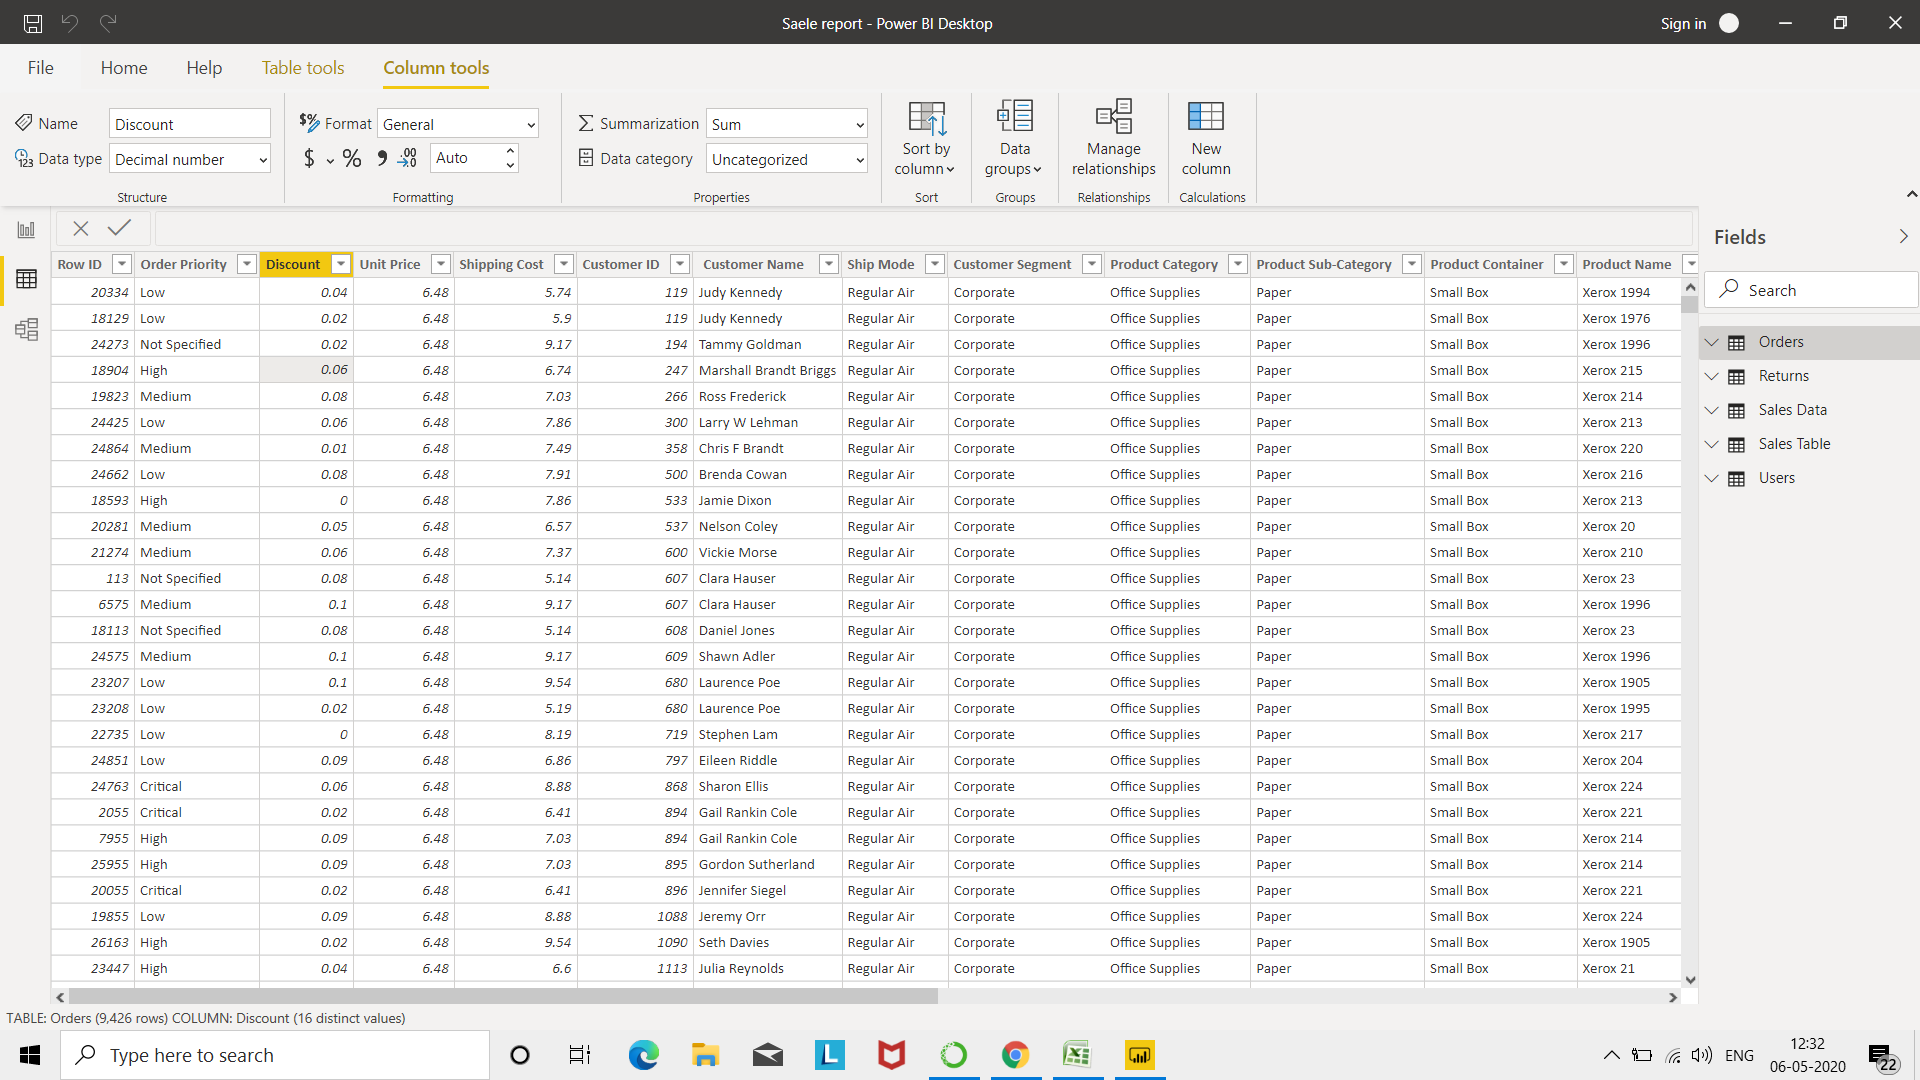 Saele report - Power BI Desktop
Sign in
File Home Help Table tools Column tools
Name Discount
Data type Decimal number
Structure
$% Format General
$ % 9 .00 Auto
Formatting
Summarization Sum
Data category Uncategorized
Properties
Sort by column
Sort
Data groups
Groups
Manage relationships
Relationships
New column
Calculations
Row ID Order Priority Discount Unit Price Shipping Cost Customer ID Customer Name Ship Mode Customer Segment Product Category Product Sub-Category Product Container Product Name
20334 Low 0.04 6.48 5.74 119 Judy Kennedy Regular Air Corporate Office Supplies Paper Small Box Xerox 1994
18129 Low 0.02 6.48 5.9 119 Judy Kennedy Regular Air Corporate Office Supplies Paper Small Box Xerox 1976
24273 Not Specified 0.02 6.48 9.17 194 Tammy Goldman Regular Air Corporate Office Supplies Paper Small Box Xerox 1996
18904 High 0.06 6.48 6.74 247 Marshall Brandt Briggs Regular Air Corporate Office Supplies Paper Small Box Xerox 215
19823 Medium 0.08 6.48 7.03 266 Ross Frederick Regular Air Corporate Office Supplies Paper Small Box Xerox 214
24425 Low 0.06 6.48 7.86 300 Larry W Lehman Regular Air Corporate Office Supplies Paper Small Box Xerox 213
24864 Medium 0.01 6.48 7.49 358 Chris F Brandt Regular Air Corporate Office Supplies Paper Small Box Xerox 220
24662 Low 0.08 6.48 7.91 500 Brenda Cowan Regular Air Corporate Office Supplies Paper Small Box Xerox 216
18593 High 0 6.48 7.86 533 Jamie Dixon Regular Air Corporate Office Supplies Paper Small Box Xerox 213
20281 Medium 0.05 6.48 6.57 537 Nelson Coley Regular Air Corporate Office Supplies Paper Small Box Xerox 20
21274 Medium 0.06 6.48 7.37 600 Vickie Morse Regular Air Corporate Office Supplies Paper Small Box Xerox 210
113 Not Specified 0.08 6.48 5.14 607 Clara Hauser Regular Air Corporate Office Supplies Paper Small Box Xerox 23
6575 Medium 0.1 6.48 9.17 607 Clara Hauser Regular Air Corporate Office Supplies Paper Small Box Xerox 1996
18113 Not Specified 0.08 6.48 5.14 608 Daniel Jones Regular Air Corporate Office Supplies Paper Small Box Xerox 23
24575 Medium 0.1 6.48 9.17 609 Shawn Adler Regular Air Corporate Office Supplies Paper Small Box Xerox 1996
23207 Low 0.1 6.48 9.54 680 Laurence Poe Regular Air Corporate Office Supplies Paper Small Box Xerox 1905
23208 Low 0.02 6.48 5.19 680 Laurence Poe Regular Air Corporate Office Supplies Paper Small Box Xerox 1995
22735 Low 0 6.48 8.19 719 Stephen Lam Regular Air Corporate Office Supplies Paper Small Box Xerox 217
24851 Low 0.09 6.48 6.86 797 Eileen Riddle Regular Air Corporate Office Supplies Paper Small Box Xerox 204
24763 Critical 0.06 6.48 8.88 868 Sharon Ellis Regular Air Corporate Office Supplies Paper Small Box Xerox 224
2055 Critical 0.02 6.48 6.41 894 Gail Rankin Cole Regular Air Corporate Office Supplies Paper Small Box Xerox 221
7955 High 0.09 6.48 7.03 894 Gail Rankin Cole Regular Air Corporate Office Supplies Paper Small Box Xerox 214
25955 High 0.09 6.48 7.03 895 Gordon Sutherland Regular Air Corporate Office Supplies Paper Small Box Xerox 214
20055 Critical 0.02 6.48 6.41 896 Jennifer Siegel Regular Air Corporate Office Supplies Paper Small Box Xerox 221
19855 Low 0.09 6.48 8.88 1088 Jeremy Orr Regular Air Corporate Office Supplies Paper Small Box Xerox 224
26163 High 0.02 6.48 9.54 1090 Seth Davies Regular Air Corporate Office Supplies Paper Small Box Xerox 1905
23447 High 0.04 6.48 6.6 1113 Julia Reynolds Regular Air Corporate Office Supplies Paper Small Box Xerox 21
Fields
Search
Orders
Returns
Sales Data
Sales Table
Users
TABLE: Orders (9,426 rows) COLUMN: Discount (16 distinct values)
Type here to search
L
ENG
12:32
06-05-2020
22